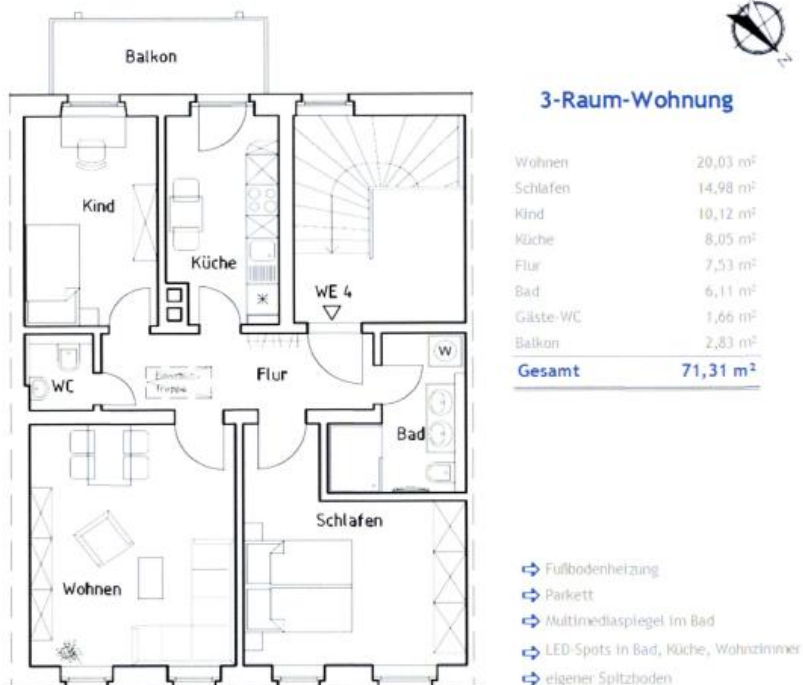 Balkon
Kind
Küche
WE 4
WC
Flur
W
Bad
Wohnen
Schlafen
N
3-Raum-Wohnung
Wohnen 20,03 m²
Schlafen 14,98 m²
Kind 10,12 m²
Küche 8,05 m²
Flur 7,53 m²
Bad 6,11 m²
Gäste-WC 1,66 m²
Balkon 2,83 m²
Gesamt 71,31 m²
Fußbodenheizung
Parkett
Multimediaspiegel im Bad
LED-Spots in Bad, Küche, Wohnzimmer
eigener Spitzboden